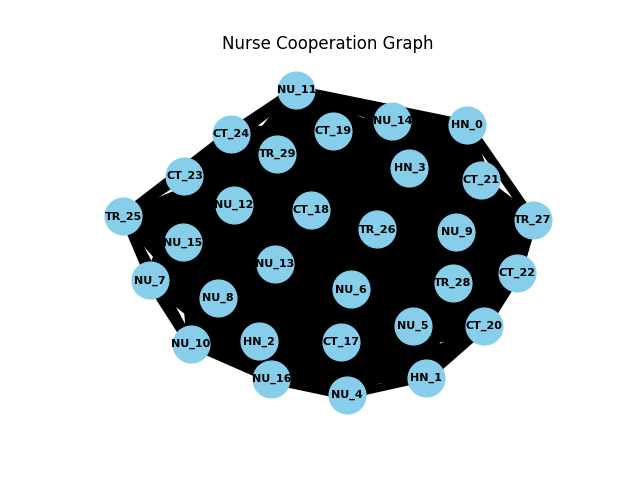 Nurse Cooperation Graph
NU_11
NU_14
HN_0
CT_24
CT_19
TR_29
HN_3
CT_23
CT_21
NU_12
CT_18
TR_25
TR_27
TR_26
NU_9
NU_15
NU_13
CT_22
NU_7
TR_28
NU_6
NU_8
NU_5
CT_20
NU_10
HN_2
CT_17
NU_16
HN_1
NU_4